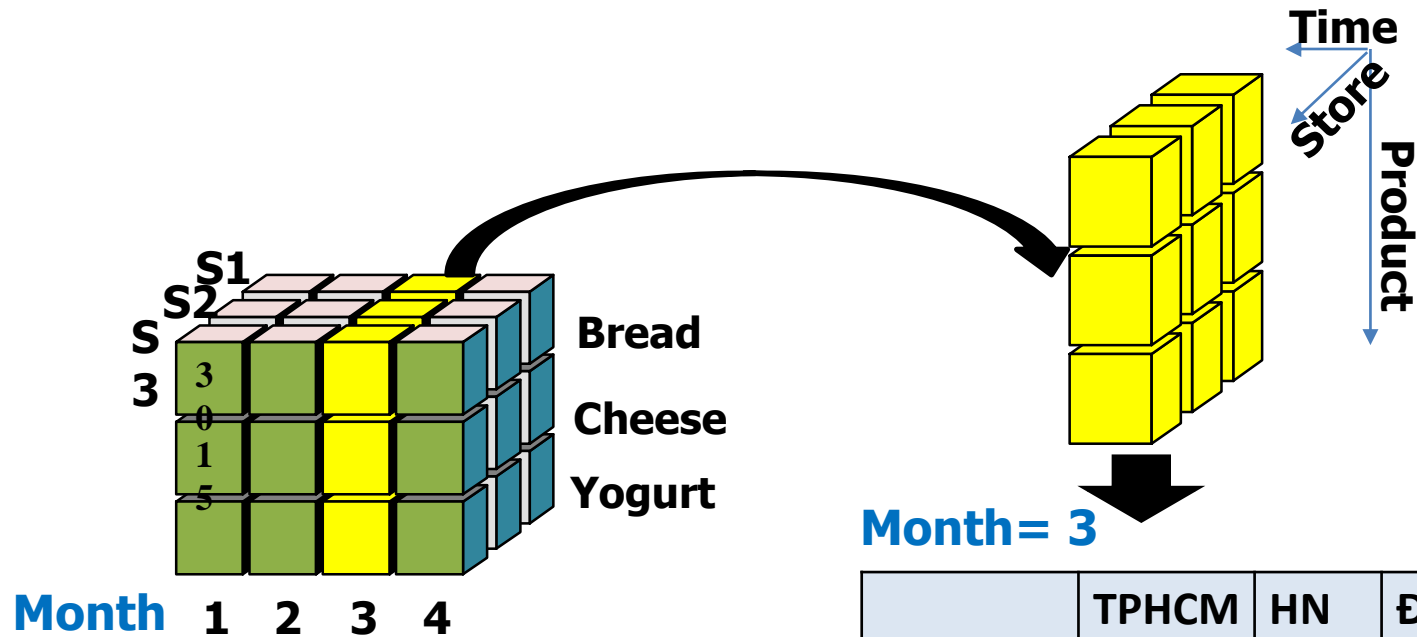 Time
Store
Product
S1
S2
S
3
3
0
1
5
Bread
Cheese
Yogurt
Month 1 2 3 4
Month= 3
TPHCM HN